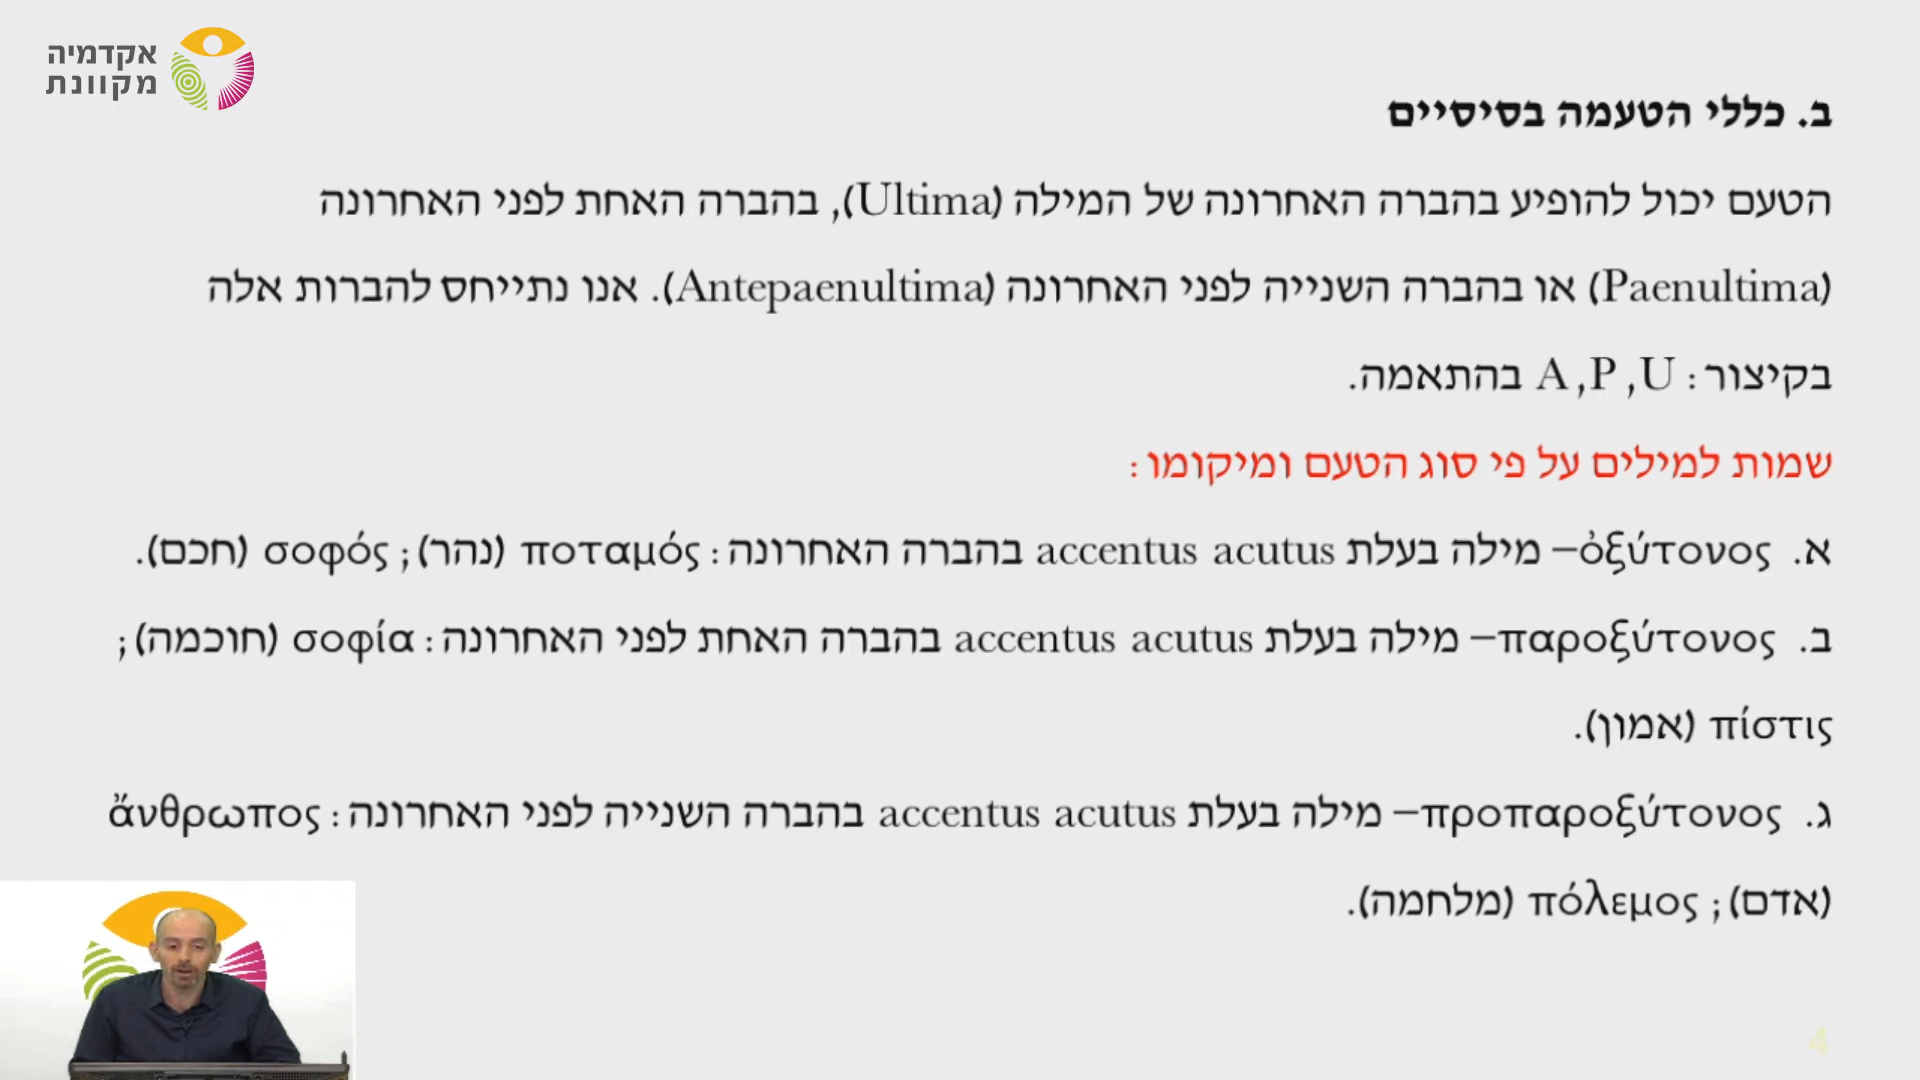 אקדמיה
מקוונת
ב. כללי הטעמה בסיסיים
הטעם יכול להופיע בהברה האחרונה של המילה (Ultima), בהברה האחת לפני האחרונה
(Paenultima) או בהברה השנייה לפני האחרונה (Antepaenultima). אנו נתייחס להברות אלה
בקיצור: A ,P ,U בהתאמה.
שמות למילים על פי סוג הטעם ומיקומו:
א. ὀξύτονος– מילה בעלת accentus acutus בהברה האחרונה: ποταμός (נהר); σοφός (חכם).
ב. παροξύτονος– מילה בעלת accentus acutus בהברה האחת לפני האחרונה: σοφία (חוכמה);
πίστις (אמון).
ג. προπαροξύτονος– מילה בעלת accentus acutus בהברה השנייה לפני האחרונה: ἄνθρωπος
(אדם); πόλεμος (מלחמה).
4